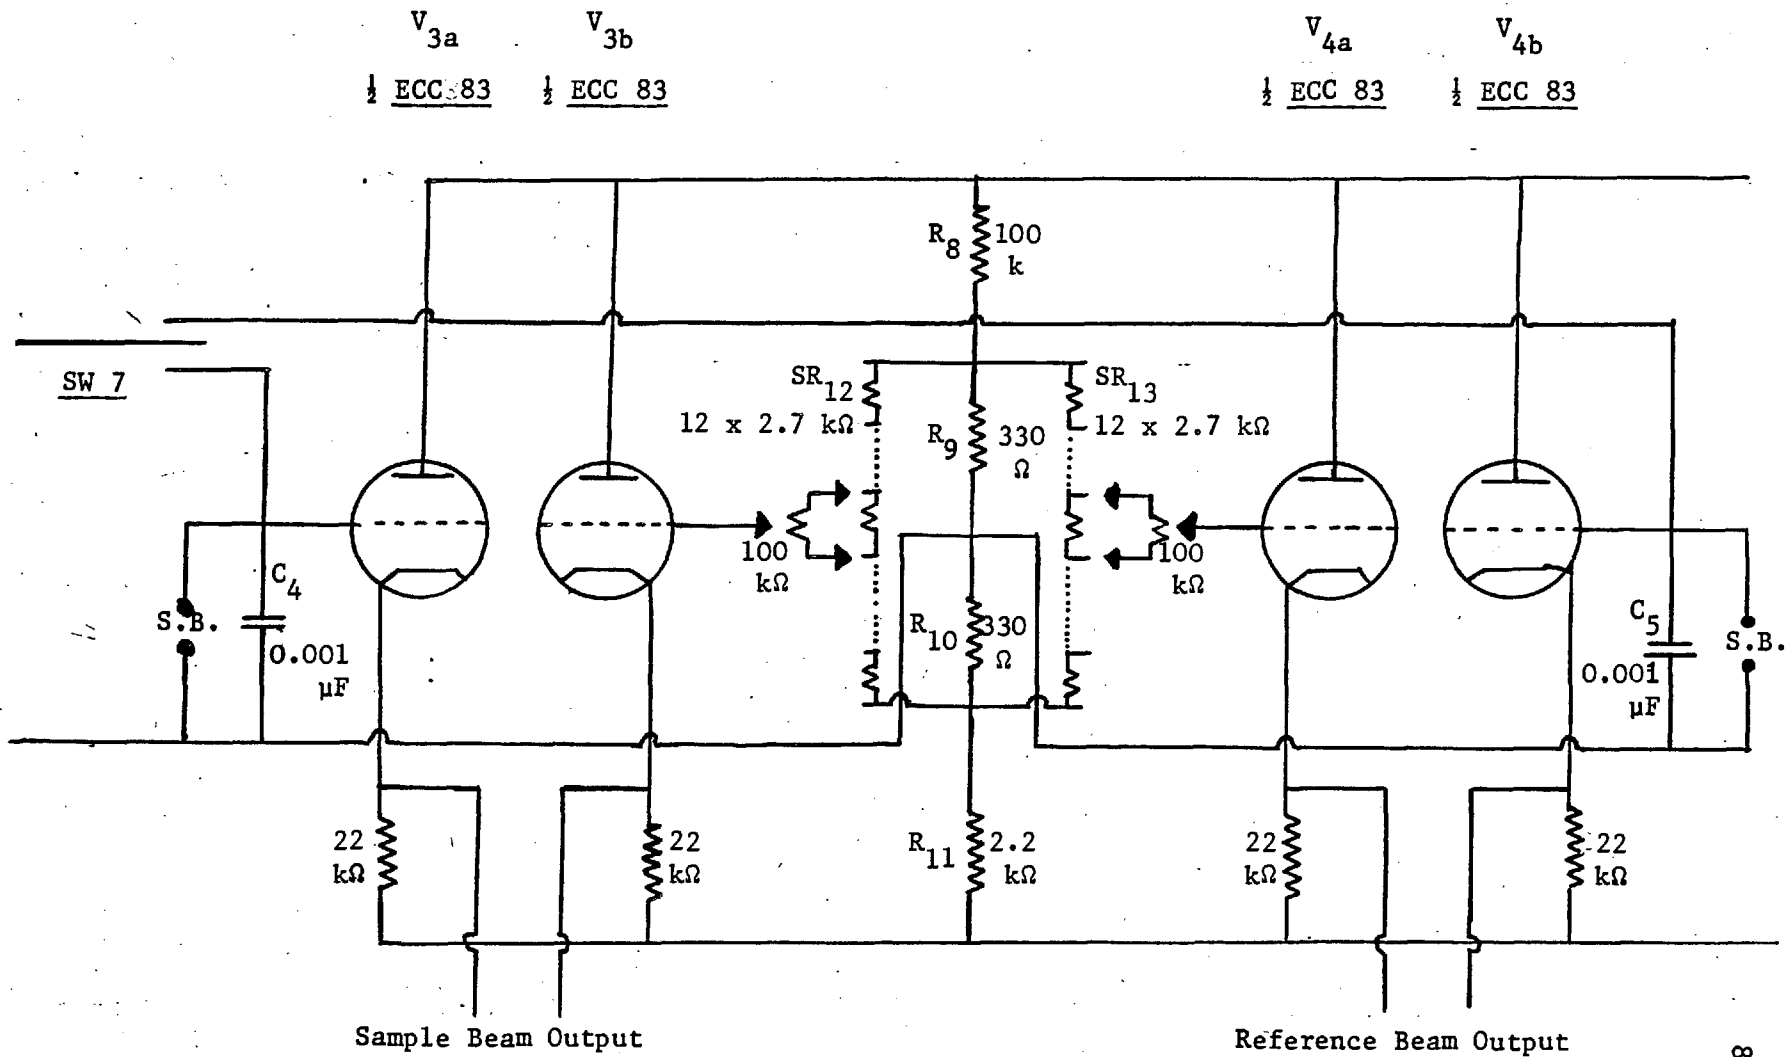 V3a V3b V4a V4b
½ ECC 83 ½ ECC 83 ½ ECC 83 ½ ECC 83
R8 100 k
SW 7
SR12
12 x 2.7 kΩ
R9 330 Ω
SR13
12 x 2.7 kΩ
100 kΩ
100 kΩ
S.B.
C4
0.001 μF
R10 330 Ω
C5
0.001 μF
S.B.
22 kΩ
22 kΩ
R11 2.2 kΩ
22 kΩ
22 kΩ
Sample Beam Output
Reference Beam Output
8